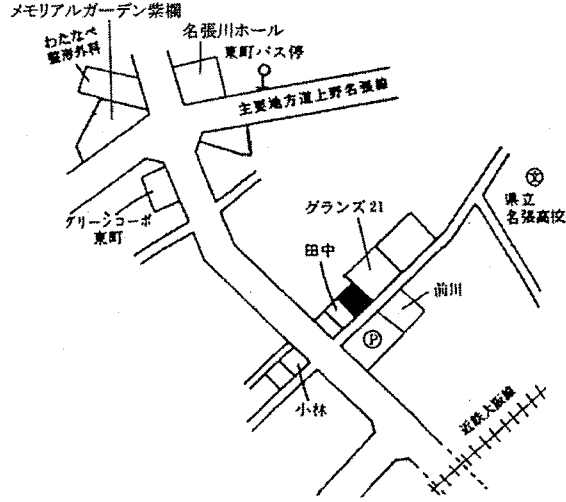 メモリアルガーデン紫欄
わたなべ
整形外科
名張川ホール
東町バス停
主要地方道上野名張線
グリーンコーポ
東町
グランズ21
田中
文
県立
名張高校
前川
P
小林
近鉄大阪線